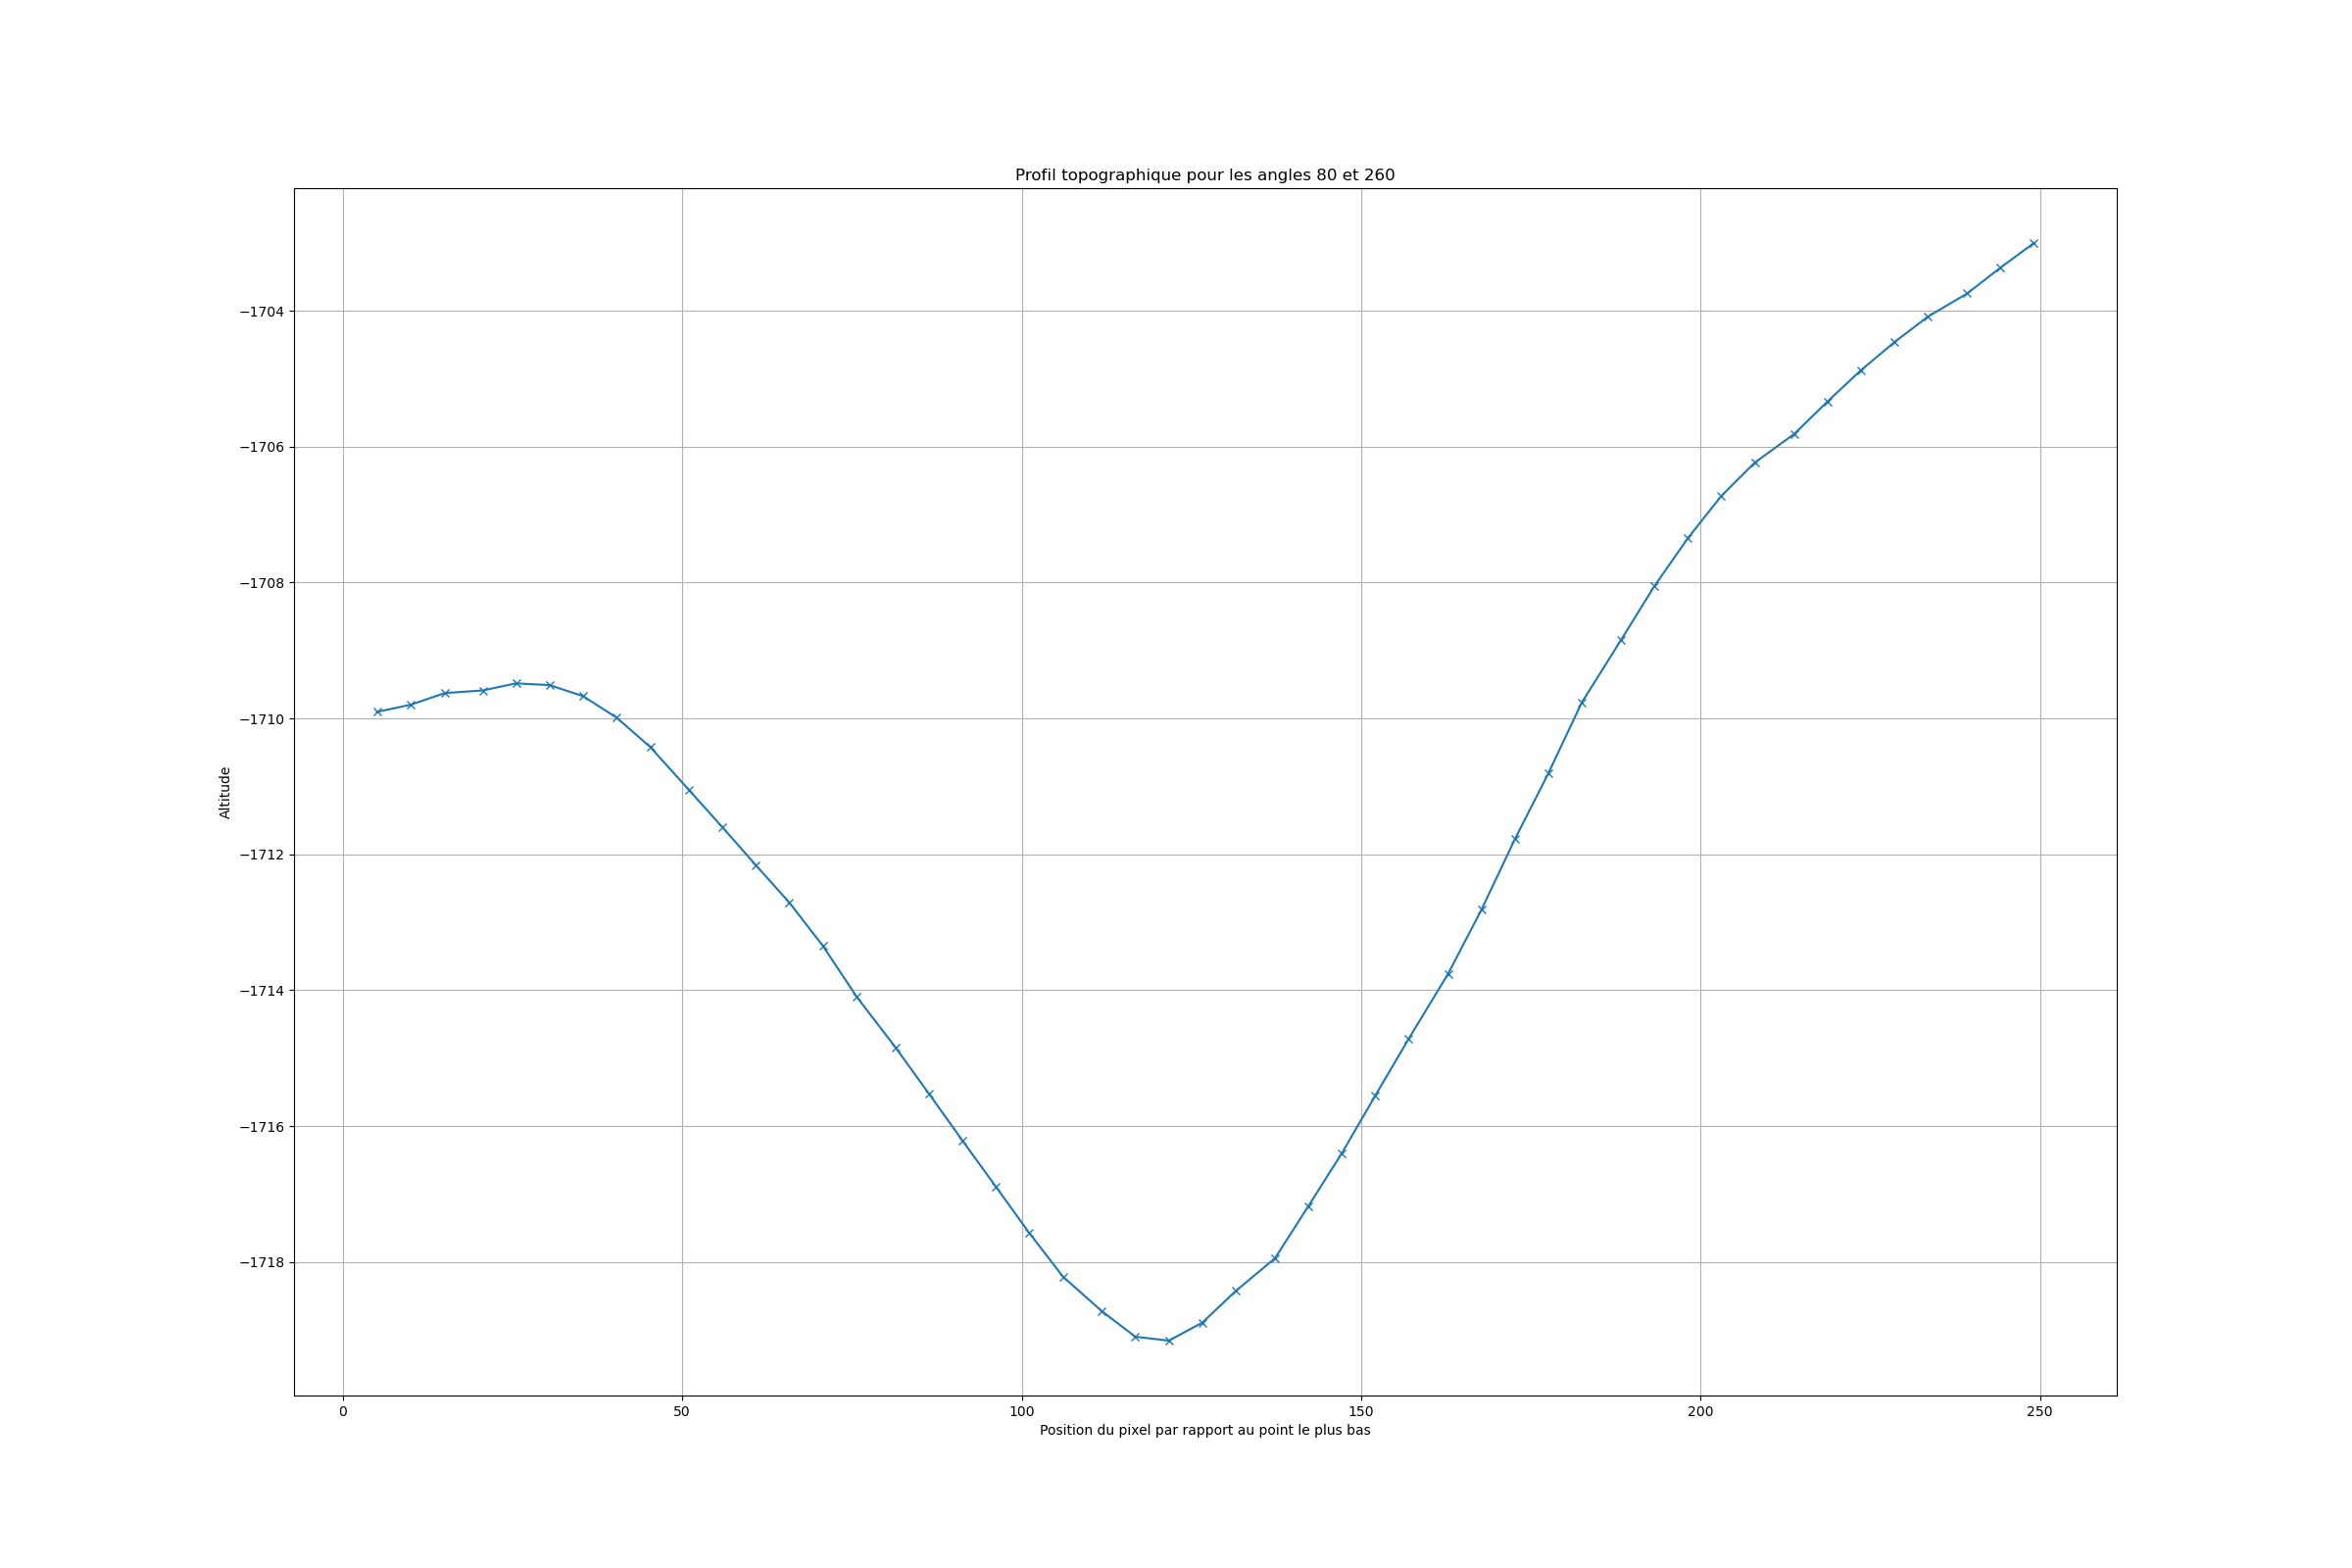 Profil topographique pour les angles 80 et 260
−1704
−1706
−1708
−1710
−1712
−1714
−1716
−1718
Altitude
0 50 100 150 200 250
Position du pixel par rapport au point le plus bas